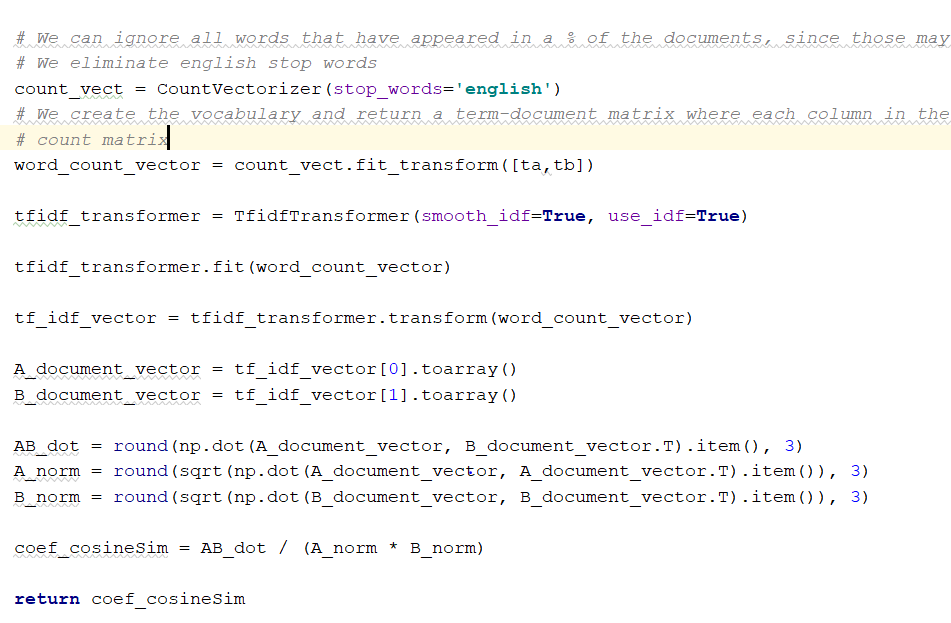 # We can ignore all words that have appeared in a % of the documents, since those may
# We eliminate english stop words
count_vect = CountVectorizer(stop_words='english')
# We create the vocabulary and return a term-document matrix where each column in the
# count matrix
word_count_vector = count_vect.fit_transform([ta,tb])
tfidf_transformer = TfidfTransformer(smooth_idf=True, use_idf=True)
tfidf_transformer.fit(word_count_vector)
tf_idf_vector = tfidf_transformer.transform(word_count_vector)
A_document_vector = tf_idf_vector[0].toarray()
B_document_vector = tf_idf_vector[1].toarray()
AB_dot = round(np.dot(A_document_vector, B_document_vector.T).item(), 3)
A_norm = round(sqrt(np.dot(A_document_vector, A_document_vector.T).item()), 3)
B_norm = round(sqrt(np.dot(B_document_vector, B_document_vector.T).item()), 3)
coef_cosineSim = AB_dot / (A_norm * B_norm)
return coef_cosineSim